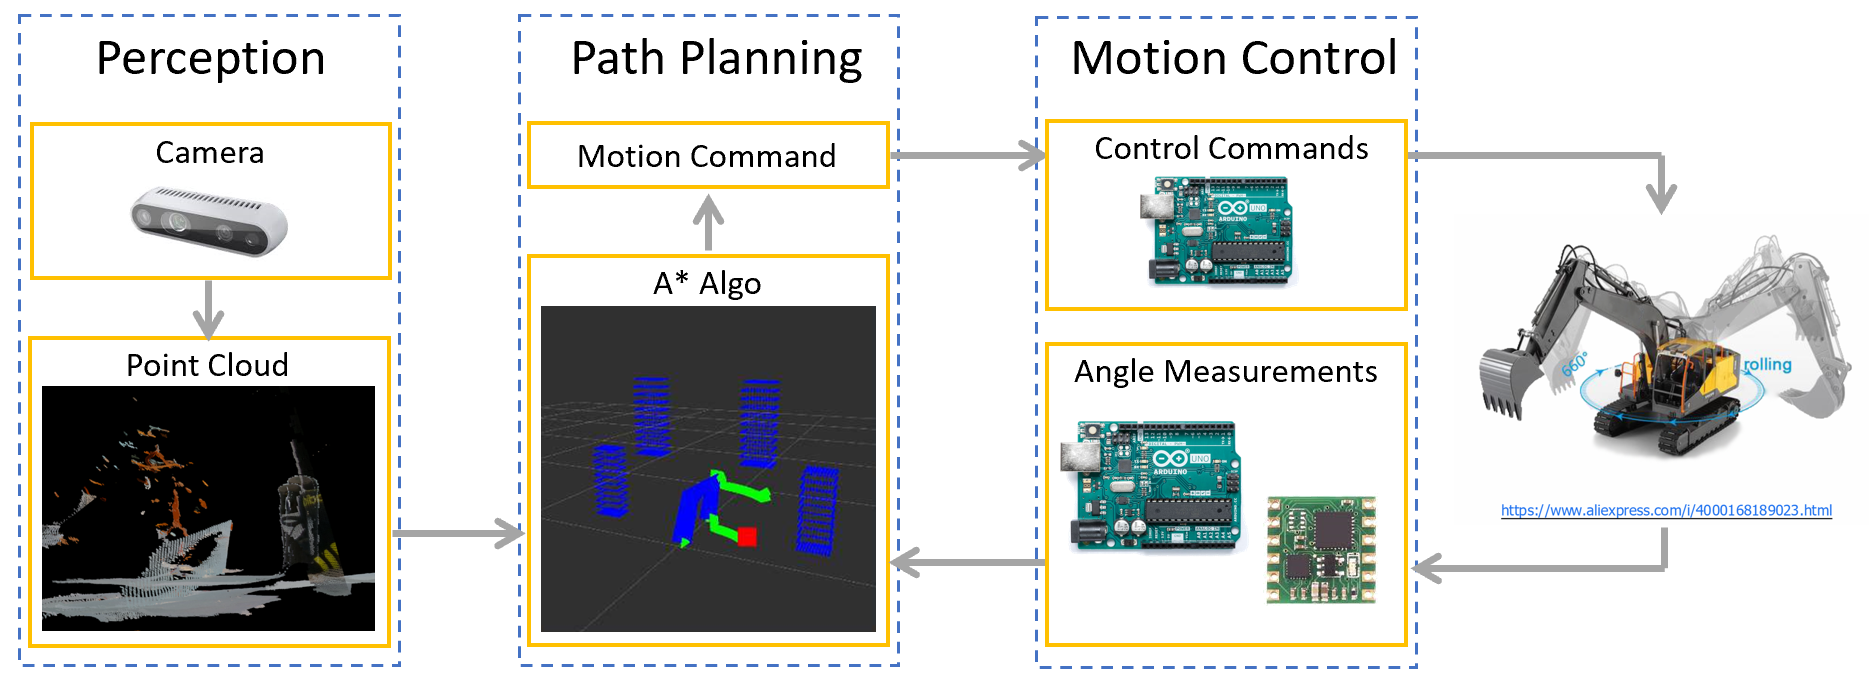 Perception
Camera
Point Cloud
Path Planning
Motion Command
A* Algo
Motion Control
Control Commands
ARDUINO
UNO
Angle Measurements
ARDUINO
UNO
660°
rolling
https://www.aliexpress.com/i/4000168189023.html